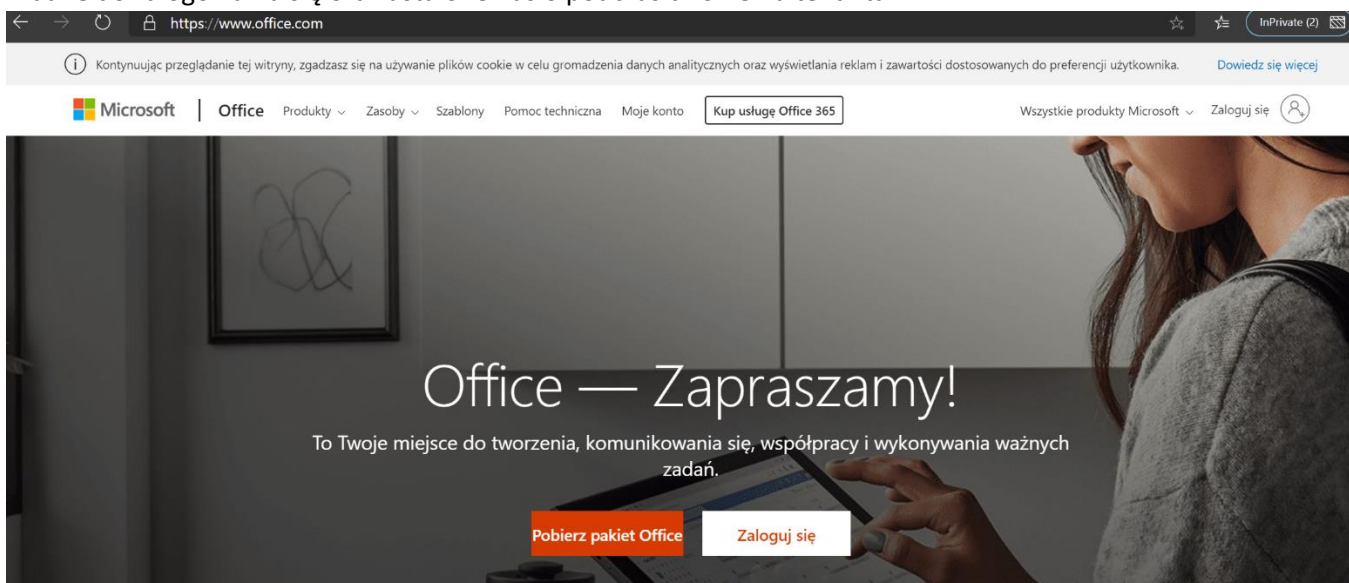 https://www.office.com InPrivate (2)
Kontynuując przeglądanie tej witryny, zgadzasz się na używanie plików cookie w celu gromadzenia danych analitycznych oraz wyświetlania reklam i zawartości dostosowanych do preferencji użytkownika. Dowiedz się więcej
Microsoft Office Produkty Zasoby Szablony Pomoc techniczna Moje konto Kup usługę Office 365 Wszystkie produkty Microsoft Zaloguj się
Office — Zapraszamy!
To Twoje miejsce do tworzenia, komunikowania się, współpracy i wykonywania ważnych
zadań.
Pobierz pakiet Office Zaloguj się